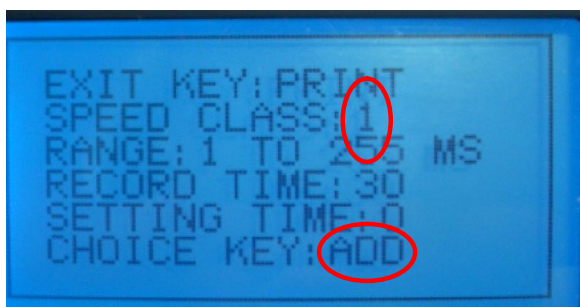 EXIT KEY:PRINT
SPEED CLASS:1
RANGE:1 TO 255 MS
RECORD TIME:30
SETTING TIME:0
CHOICE KEY:ADD